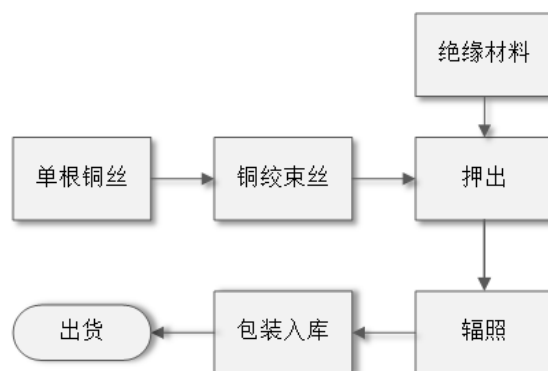 绝缘材料
单根铜丝
铜绞束丝
押出
出货
包装入库
辐照